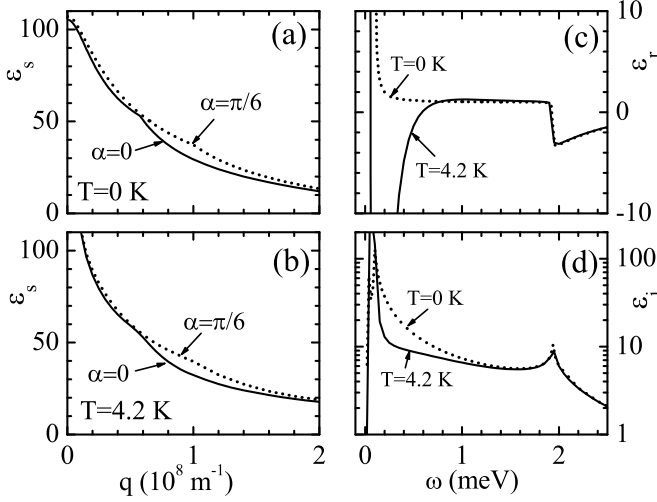 (a)
ε_s
100
50
0
α=π/6
α=0
T=0 K
(c)
ε_r
10
0
-10
T=0 K
T=4.2 K
(b)
ε_s
100
50
0
α=π/6
α=0
T=4.2 K
0
1
2
q (10^8 m^-1)
(d)
ε_i
100
10
1
T=0 K
T=4.2 K
0
1
2
ω (meV)